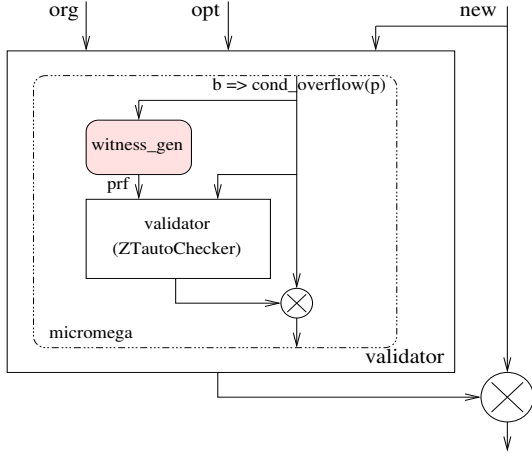 org
opt
new
b => cond_overflow(p)
witness_gen
prf
validator
(ZTautoChecker)
micromega
validator